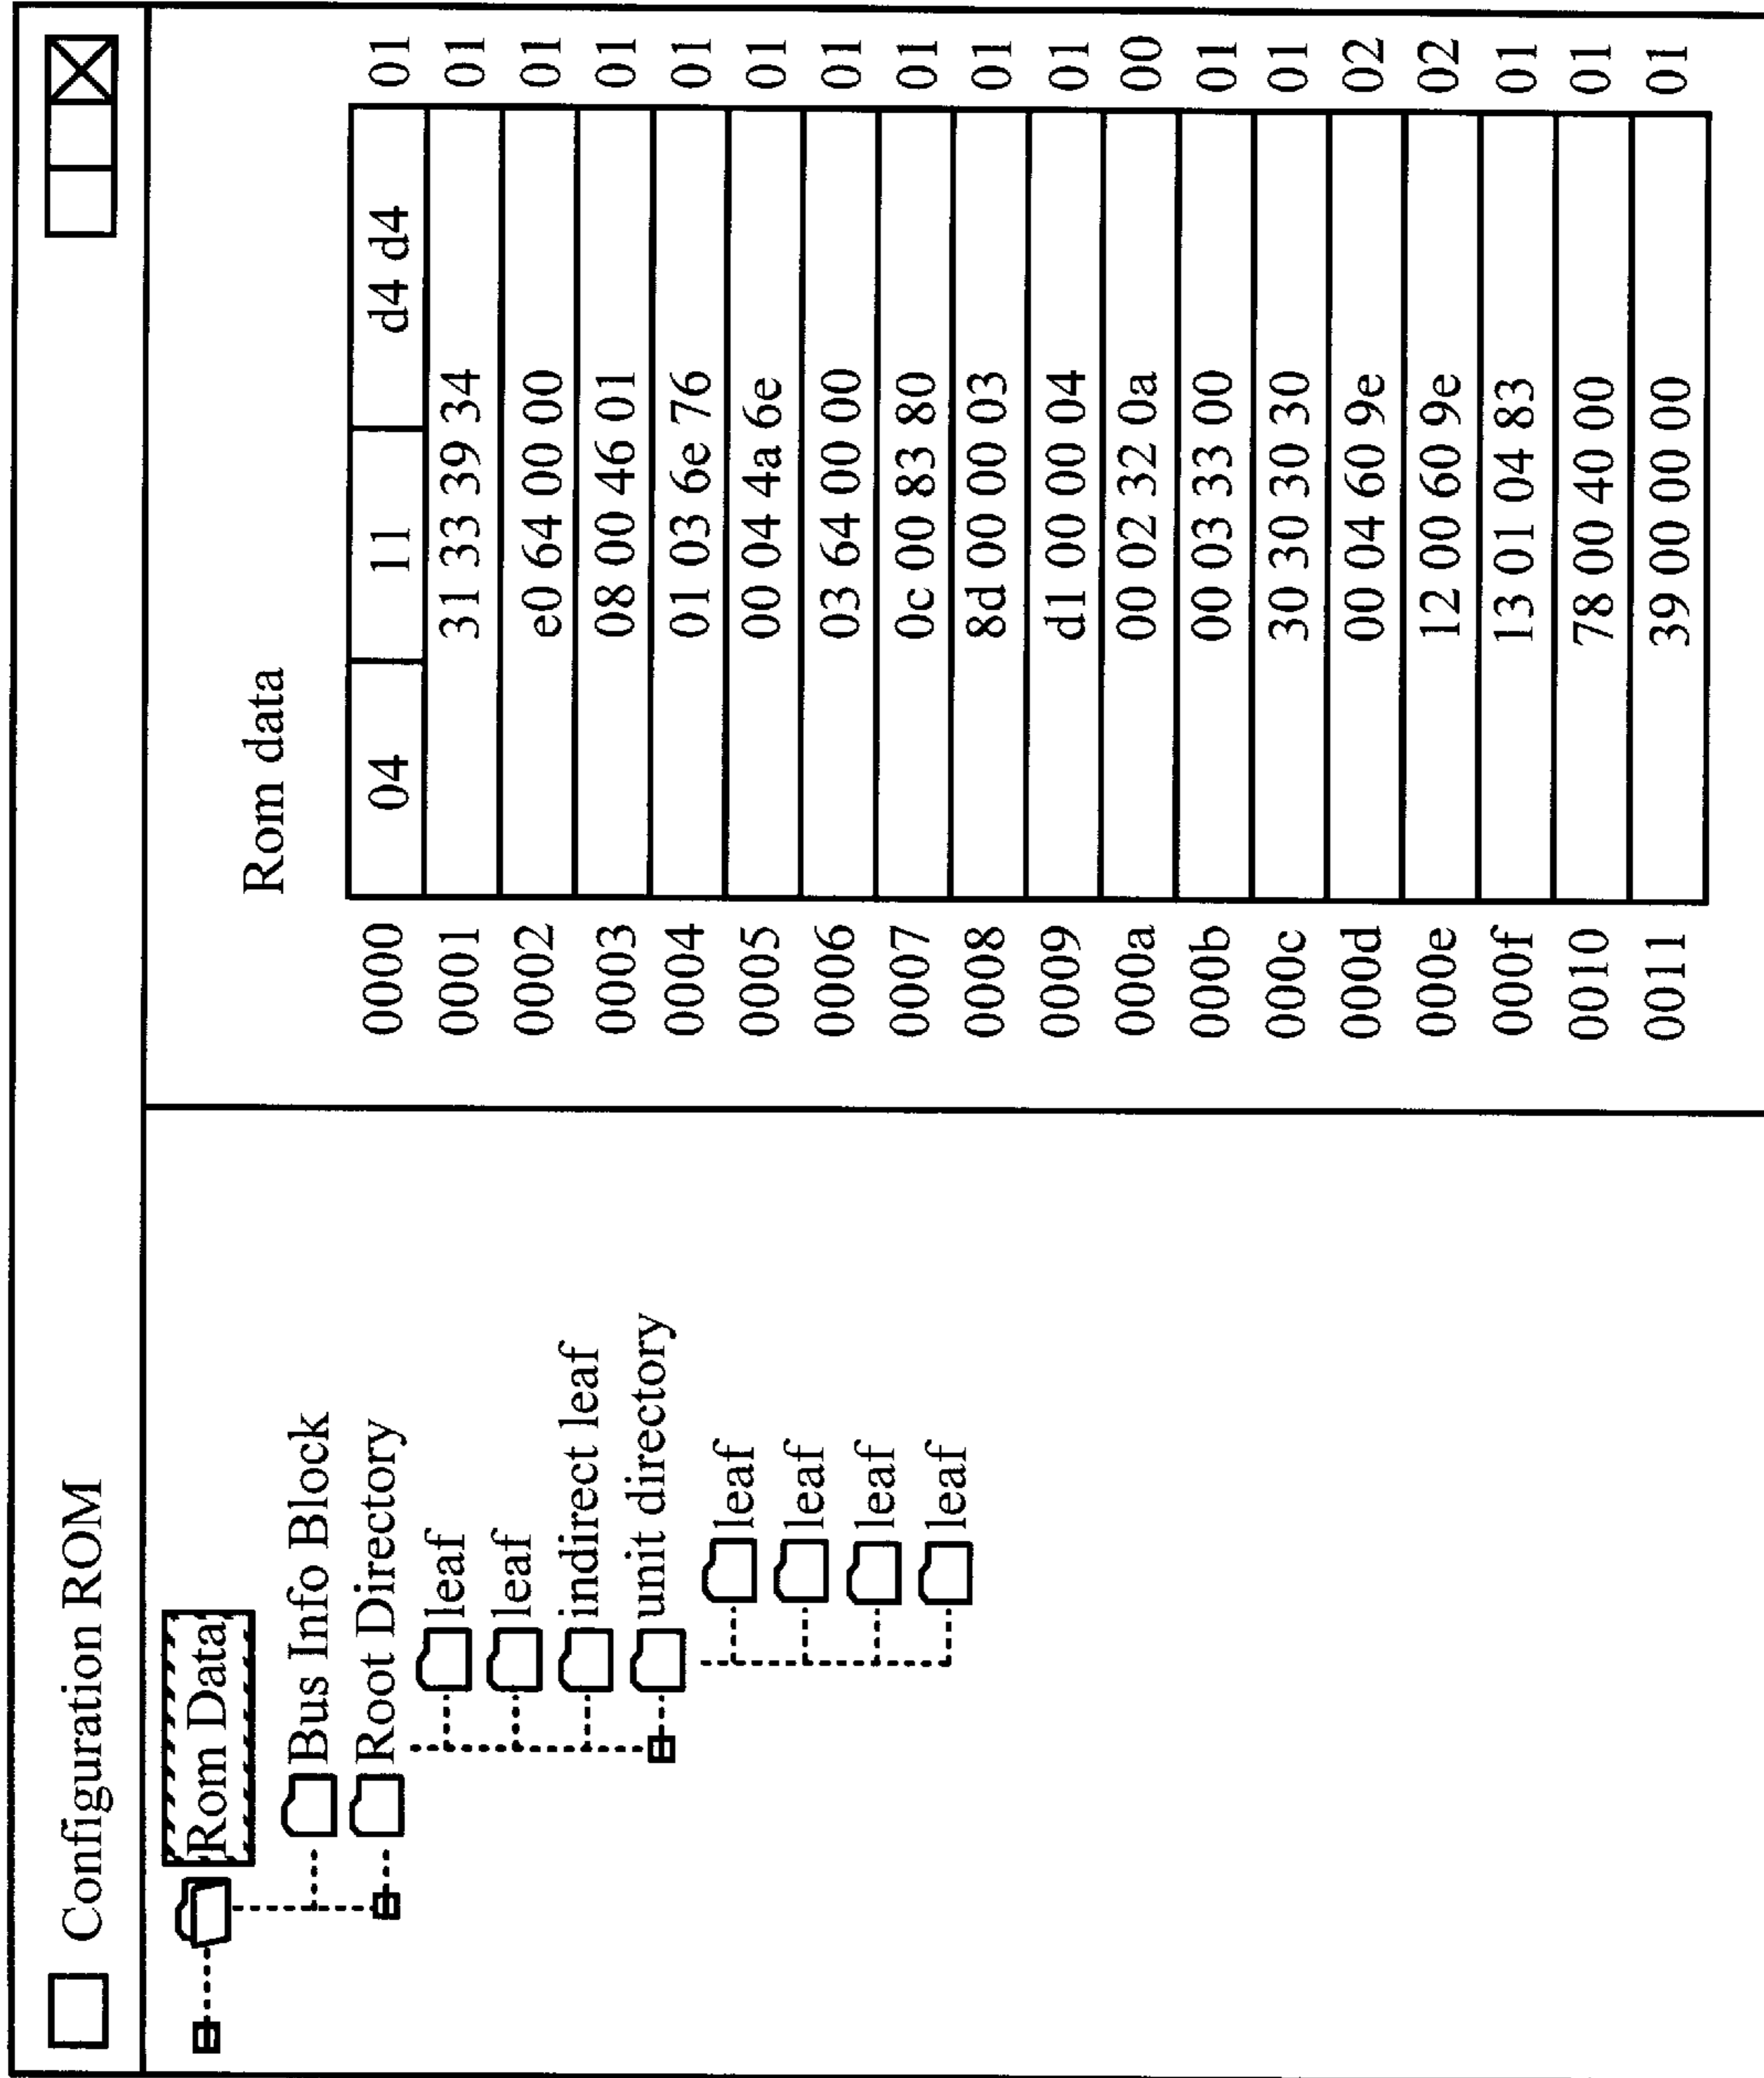 Configuration ROM
Rom Data
Bus Info Block
Root Directory
leaf
leaf
indirect leaf
unit directory
leaf
leaf
leaf
leaf
Rom data
0000 04 11 d4 d4 01
0001 31 33 39 34 01
0002 e0 64 00 00 01
0003 08 00 46 01 01
0004 01 03 6e 76 01
0005 00 04 4a 6e 01
0006 03 64 00 00 01
0007 0c 00 83 80 01
0008 8d 00 00 03 01
0009 d1 00 00 04 01
000a 00 02 32 0a 00
000b 00 03 33 00 01
000c 30 30 30 30 01
000d 00 04 60 9e 02
000e 12 00 60 9e 02
000f 13 01 04 83 01
0010 78 00 40 00 01
0011 39 00 00 00 01